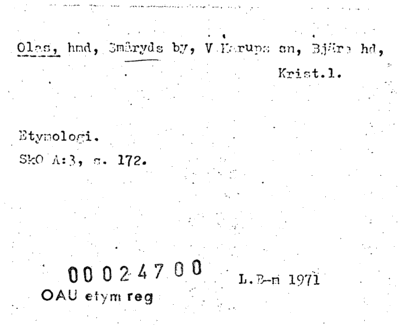 Olas, hmd, Smäryds by, V.Karups sn, Bjäre hd,
Krist.l.
Etymologi.
SkO A:3, s. 172.
00024700
L.B-n 1971
OAU etym reg